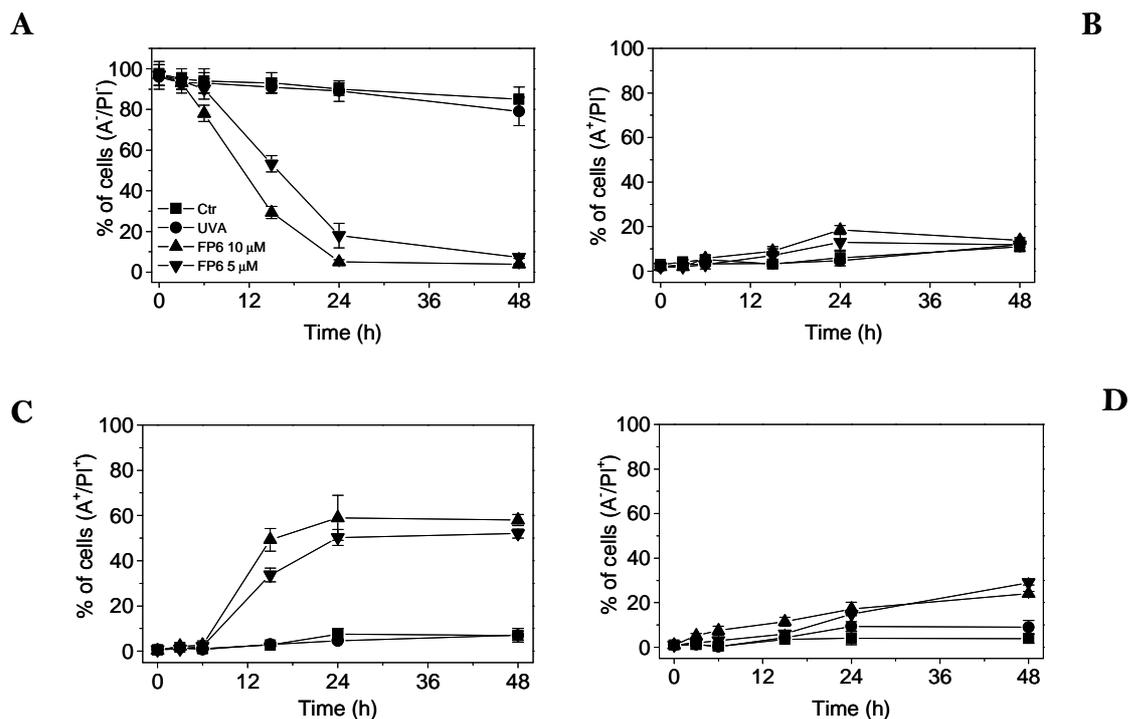 A
B
% of cells (A⁻/PI⁻)
100
80
60
40
20
0
Ctr
UVA
FP6 10 μM
FP6 5 μM
0 12 24 36 48
Time (h)
% of cells (A⁺/PI⁻)
100
80
60
40
20
0
0 12 24 36 48
Time (h)
C
D
% of cells (A⁺/PI⁺)
100
80
60
40
20
0
0 12 24 36 48
Time (h)
% of cells (A⁻/PI⁺)
100
80
60
40
20
0
0 12 24 36 48
Time (h)